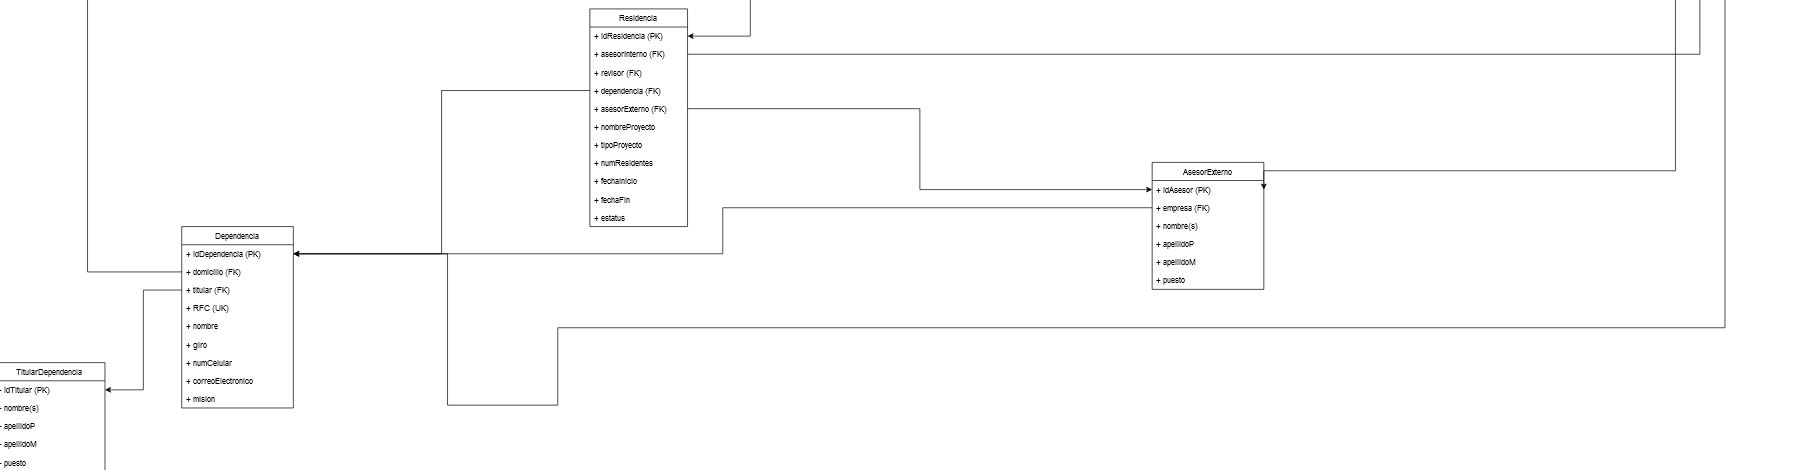 Residencia
+ idResidencia (PK)
+ asesorInterno (FK)
+ revisor (FK)
+ dependencia (FK)
+ asesorExterno (FK)
+ nombreProyecto
+ tipoProyecto
+ numResidentes
+ fechaInicio
+ fechaFin
+ estatus
AsesorExterno
+ idAsesor (PK)
+ empresa (FK)
+ nombre(s)
+ apellidoP
+ apellidoM
+ puesto
Dependencia
+ idDependencia (PK)
+ domicilio (FK)
+ titular (FK)
+ RFC (UK)
+ nombre
+ giro
+ numCelular
+ correoElectronico
+ mision
TitularDependencia
+ idTitular (PK)
+ nombre(s)
+ apellidoP
+ apellidoM
+ puesto